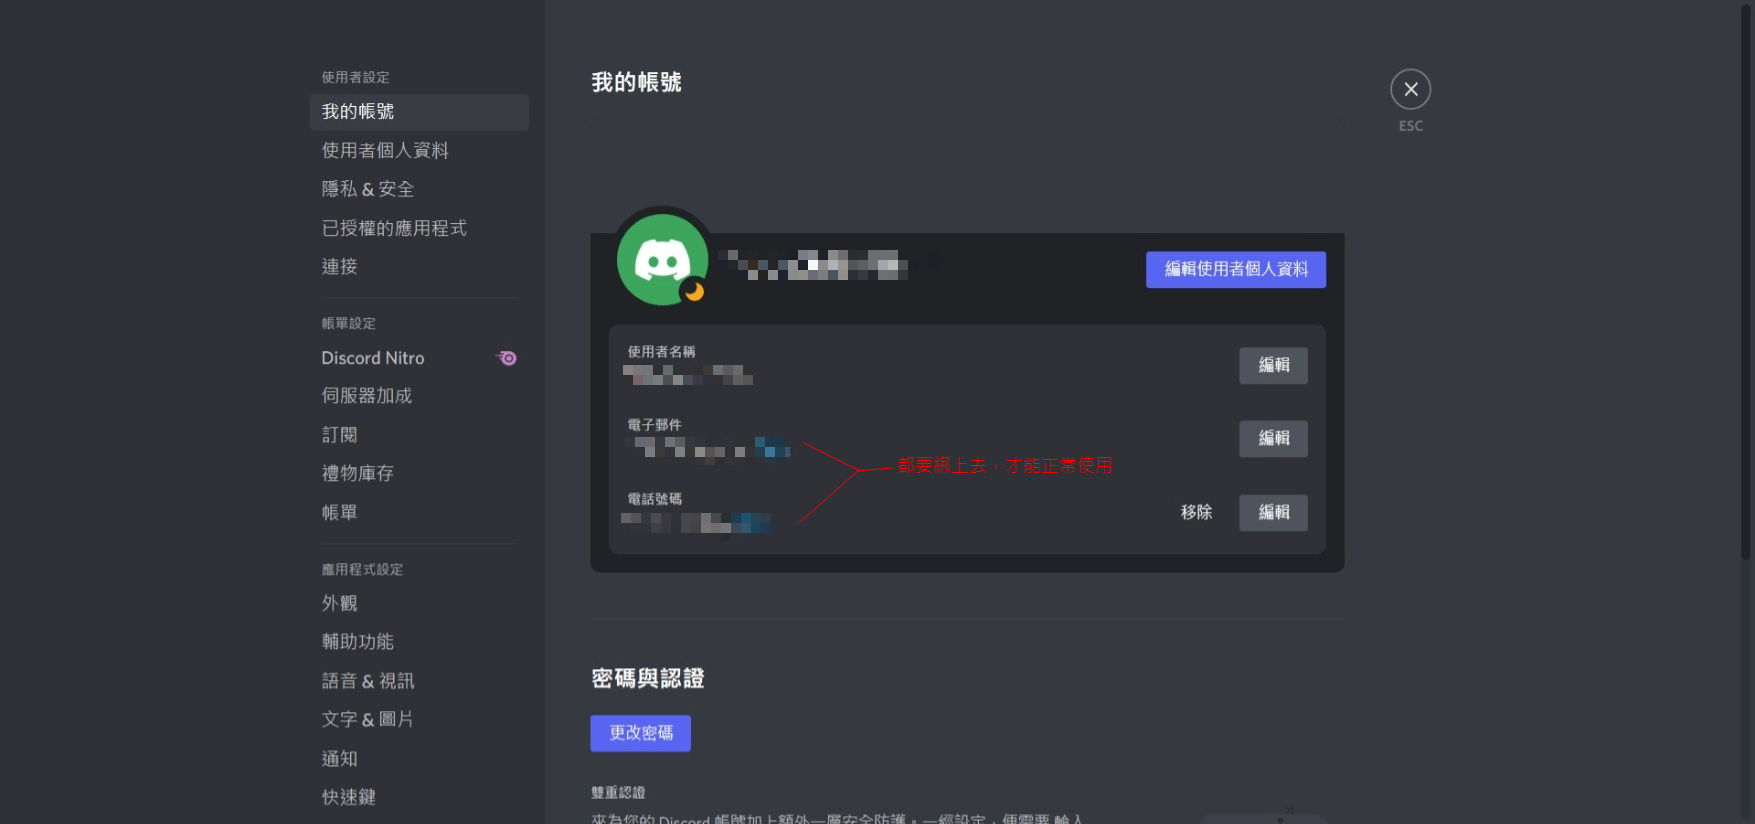 使用者設定
我的帳號
使用者個人資料
隱私 & 安全
已授權的應用程式
連接
帳單設定
Discord Nitro
伺服器加成
訂閱
禮物庫存
帳單
應用程式設定
外觀
輔助功能
語音 & 視訊
文字 & 圖片
通知
快速鍵
我的帳號
ESC
編輯使用者個人資料
使用者名稱
編輯
電子郵件
編輯
都要綁上去，才能正常使用
電話號碼
移除
編輯
密碼與認證
更改密碼
雙重認證
來為您的 Discord 帳號加上額外一層安全防護。一經設定，便需要 輸入